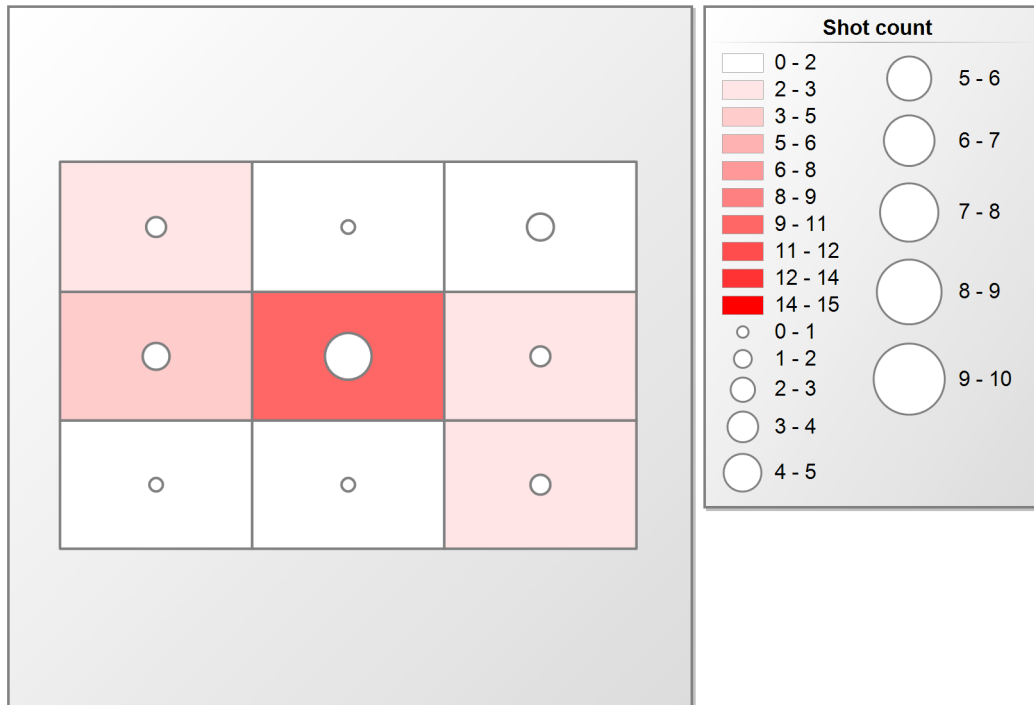 Shot count
0 - 2
2 - 3
3 - 5
5 - 6
6 - 8
8 - 9
9 - 11
11 - 12
12 - 14
14 - 15
0 - 1
1 - 2
2 - 3
3 - 4
4 - 5
5 - 6
6 - 7
7 - 8
8 - 9
9 - 10